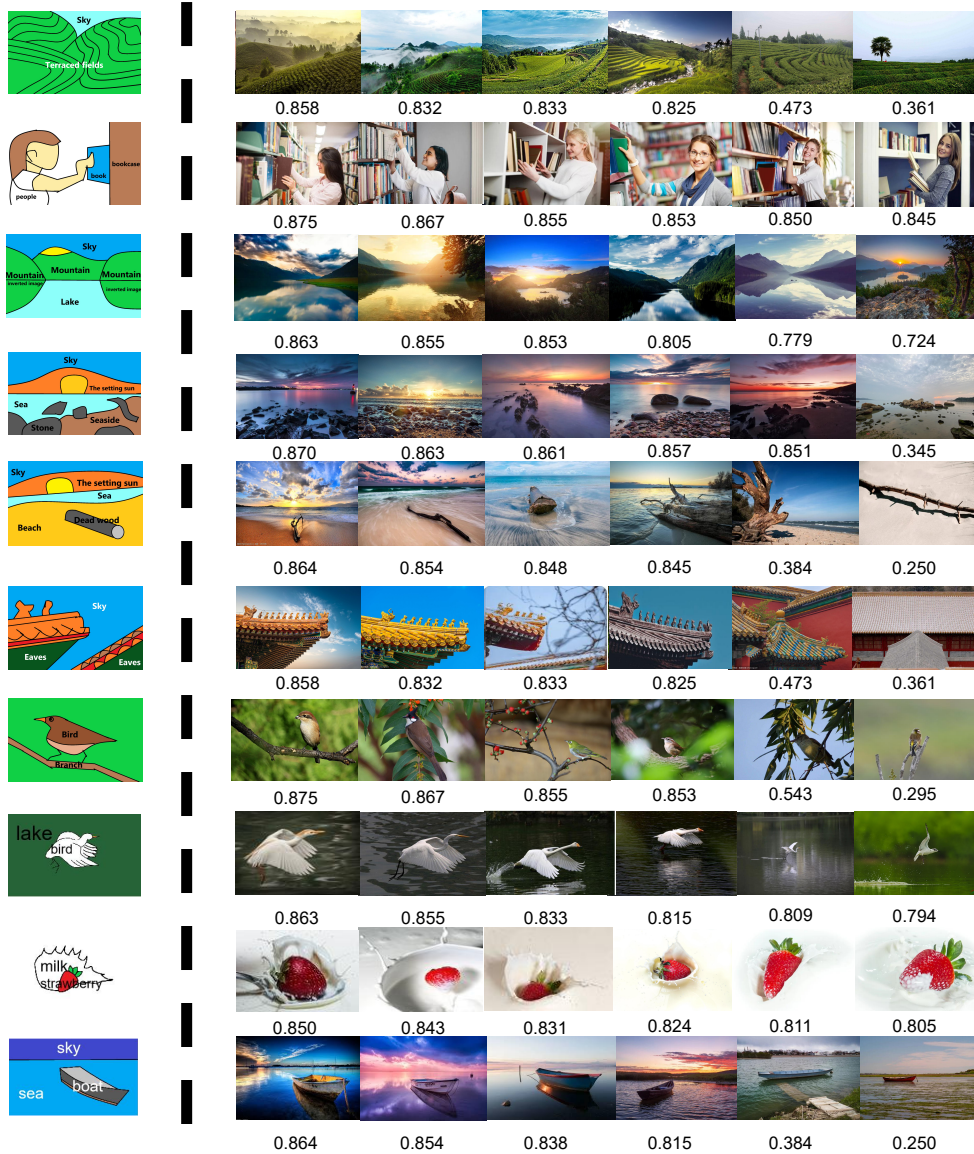 Sky
Terraced fields
0.858 0.832 0.833 0.825 0.473 0.361
bookcase
book
people
0.875 0.867 0.855 0.853 0.850 0.845
Sky
Mountain Mountain Mountain
inverted image inverted image
Lake
0.863 0.855 0.853 0.805 0.779 0.724
Sky
The setting sun
Sea
Stone Seaside
0.870 0.863 0.861 0.857 0.851 0.345
Sky
The setting sun
Sea
Beach Dead wood
0.864 0.854 0.848 0.845 0.384 0.250
Sky
Eaves
Eaves
0.858 0.832 0.833 0.825 0.473 0.361
Bird
Branch
0.875 0.867 0.855 0.853 0.543 0.295
lake
bird
0.863 0.855 0.833 0.815 0.809 0.794
milk
strawberry
0.850 0.843 0.831 0.824 0.811 0.805
sky
boat
sea
0.864 0.854 0.838 0.815 0.384 0.250